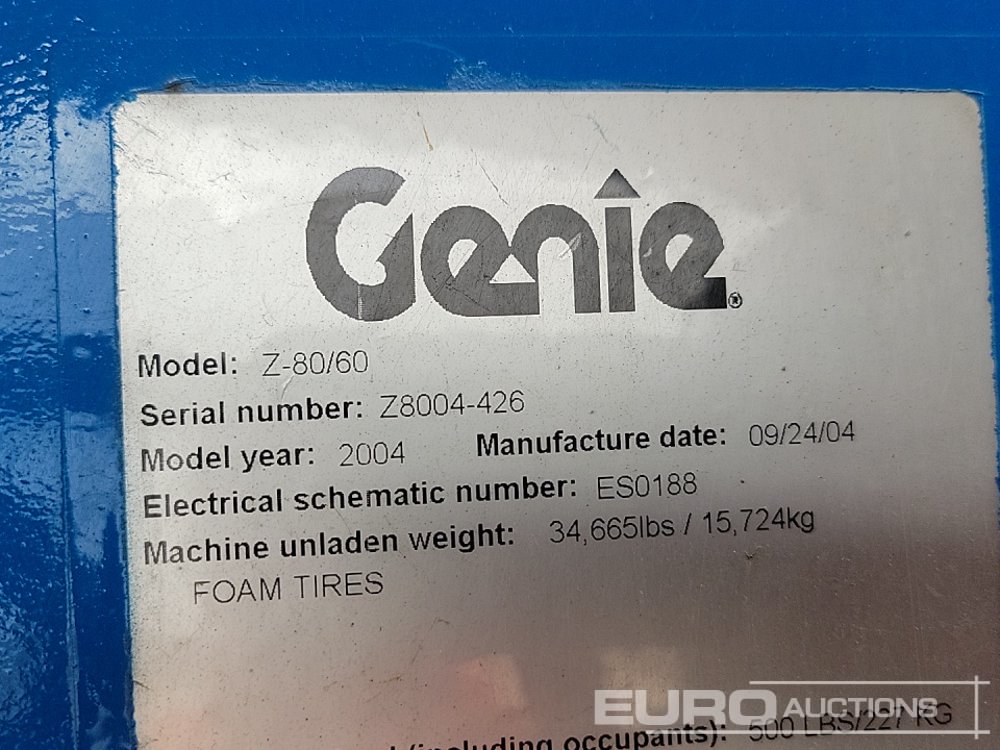 Genie®
Model: Z-80/60
Serial number: Z8004-426
Model year: 2004 Manufacture date: 09/24/04
Electrical schematic number: ES0188
Machine unladen weight: 34,665lbs / 15,724kg
FOAM TIRES
(including occupants): 500 LBS/227 KG
EURO AUCTIONS